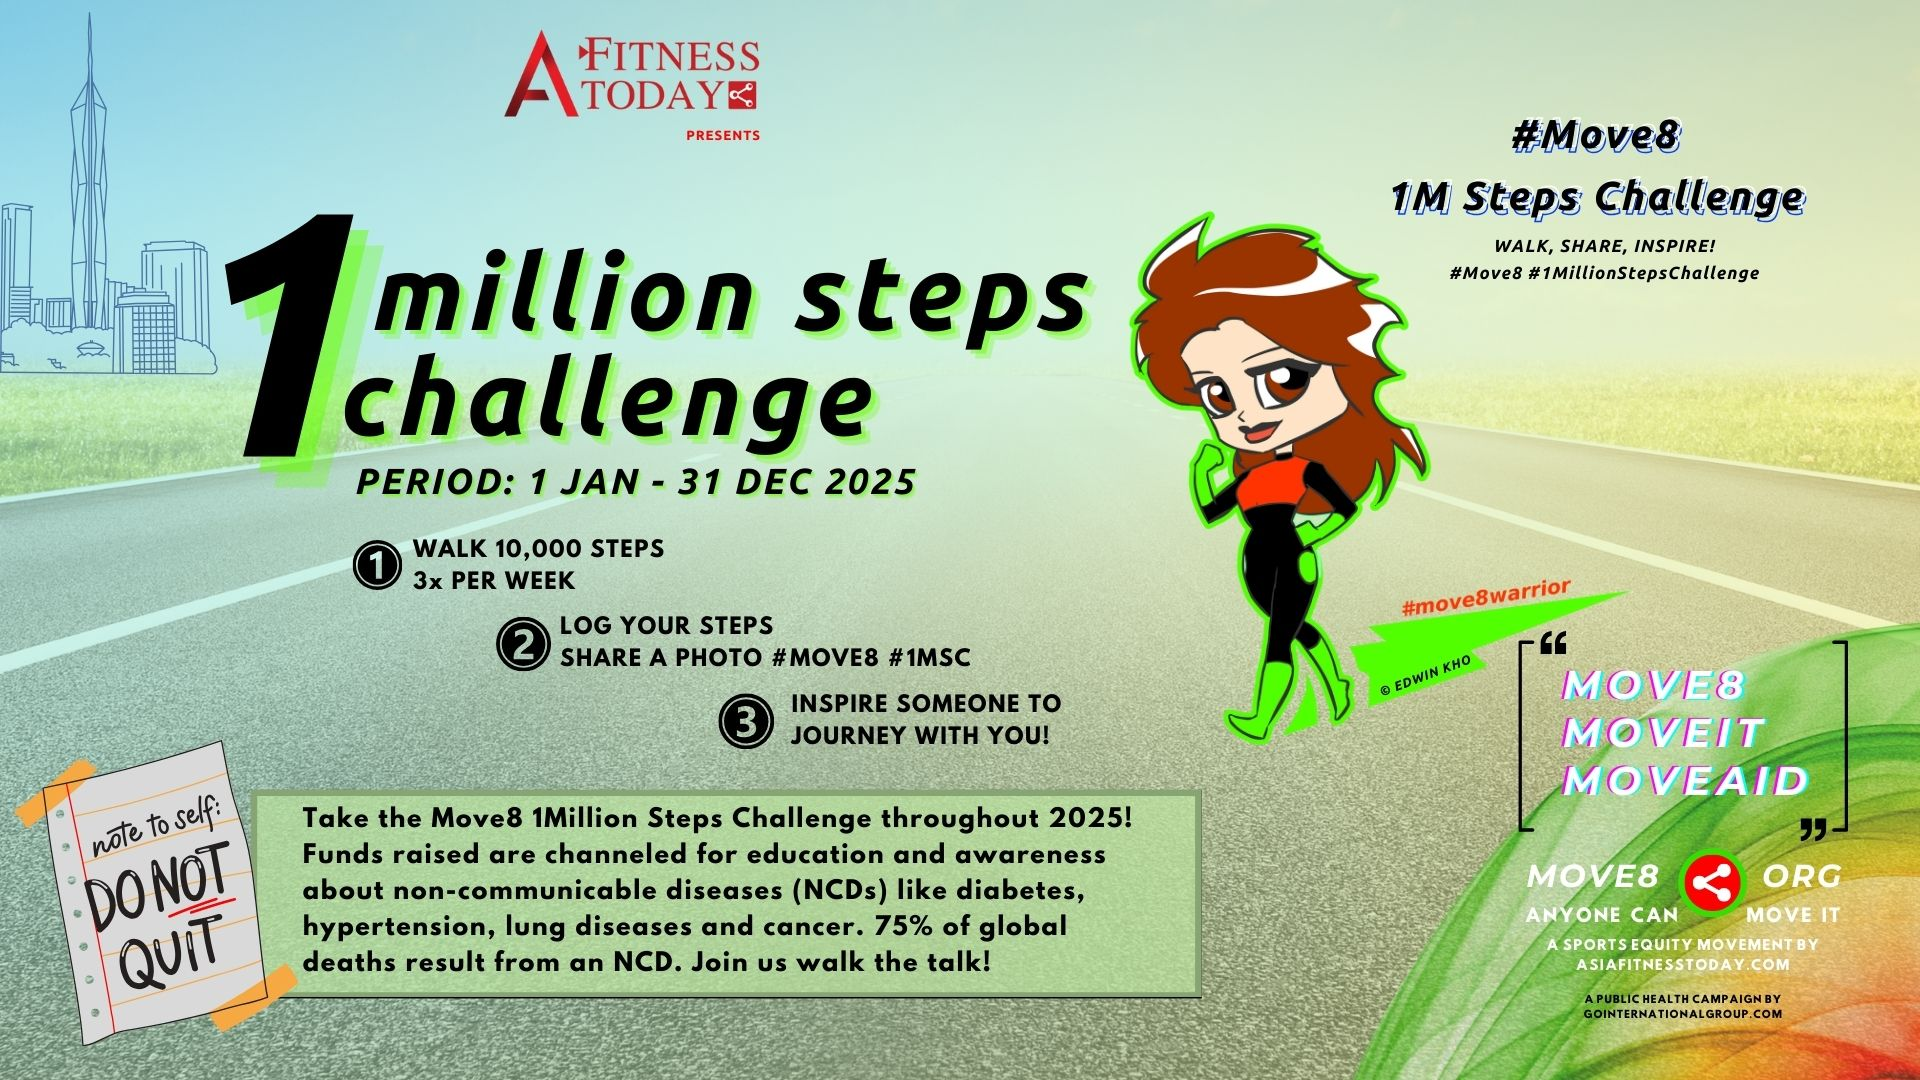 A FITNESS
TODAY
PRESENTS
#Move8
1M Steps Challenge
WALK, SHARE, INSPIRE!
#Move8 #1MillionStepsChallenge
1 million steps
challenge
PERIOD: 1 JAN - 31 DEC 2025
1 WALK 10,000 STEPS
3x PER WEEK
2 LOG YOUR STEPS
SHARE A PHOTO #MOVE8 #1MSC
3 INSPIRE SOMEONE TO
JOURNEY WITH YOU!
#move8warrior
© EDWIN KHO
note to self:
DO NOT
QUIT
Take the Move8 1Million Steps Challenge throughout 2025!
Funds raised are channeled for education and awareness
about non-communicable diseases (NCDs) like diabetes,
hypertension, lung diseases and cancer. 75% of global
deaths result from an NCD. Join us walk the talk!
“
MOVE8
MOVEIT
MOVEAID
”
MOVE8 ORG
ANYONE CAN MOVE IT
A SPORTS EQUITY MOVEMENT BY
ASIAFITNESSTODAY.COM
A PUBLIC HEALTH CAMPAIGN BY
GOINTERNATIONALGROUP.COM